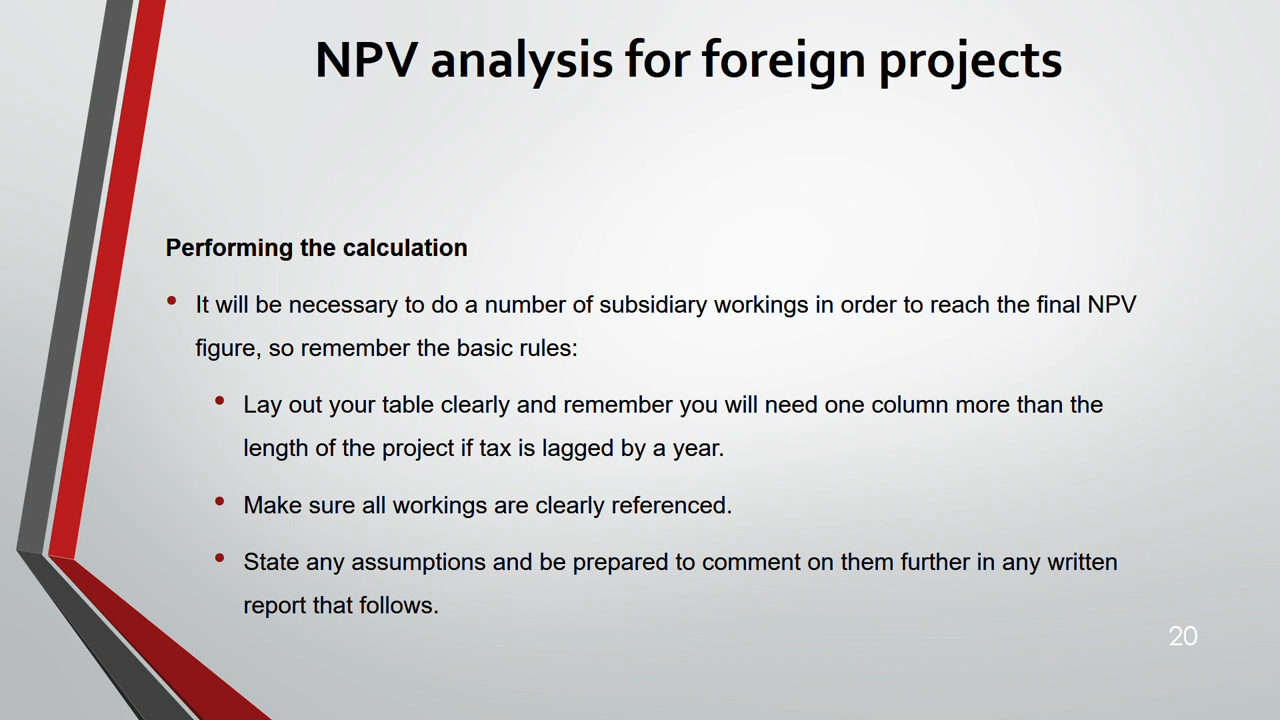 NPV analysis for foreign projects
Performing the calculation
• It will be necessary to do a number of subsidiary workings in order to reach the final NPV
figure, so remember the basic rules:
• Lay out your table clearly and remember you will need one column more than the
length of the project if tax is lagged by a year.
• Make sure all workings are clearly referenced.
• State any assumptions and be prepared to comment on them further in any written
report that follows.
20